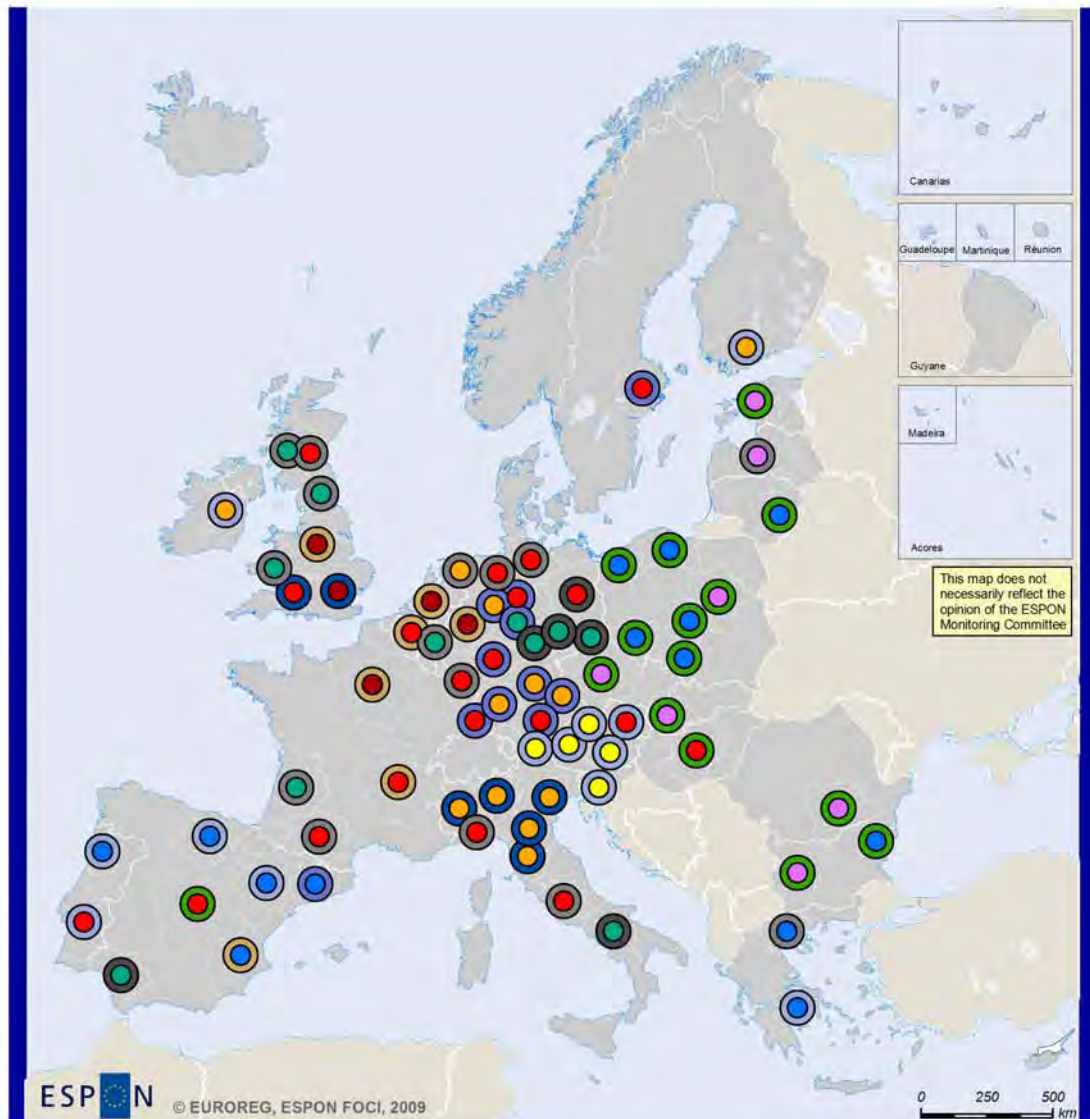 Canarias
Guadeloupe
Martinique
Réunion
Guyane
Madeira
Acores
This map does not
necessarily reflect the
opinion of the ESPON
Monitoring Committee
ESPON
© EUROREG, ESPON FOCI, 2009
0 250 500
km